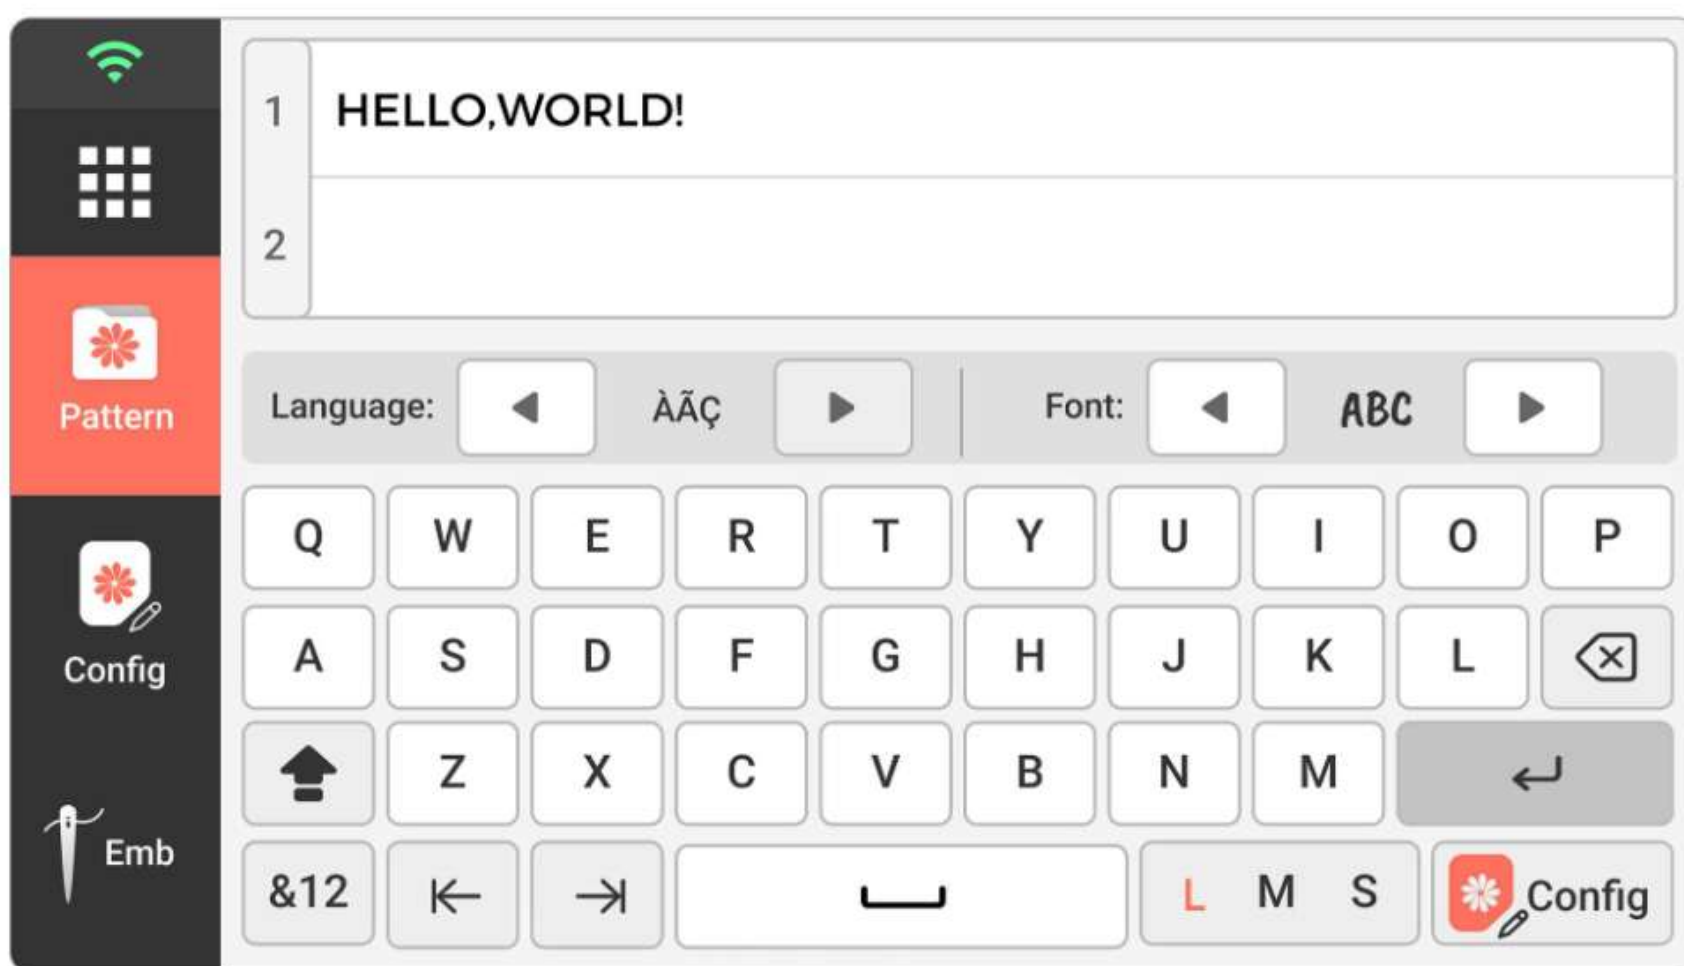 1 HELLO,WORLD!
2
Pattern
Language: ÀÃÇ Font: ABC
Q W E R T Y U I O P
A S D F G H J K L
Config
Z X C V B N M
Emb
&12 L M S Config